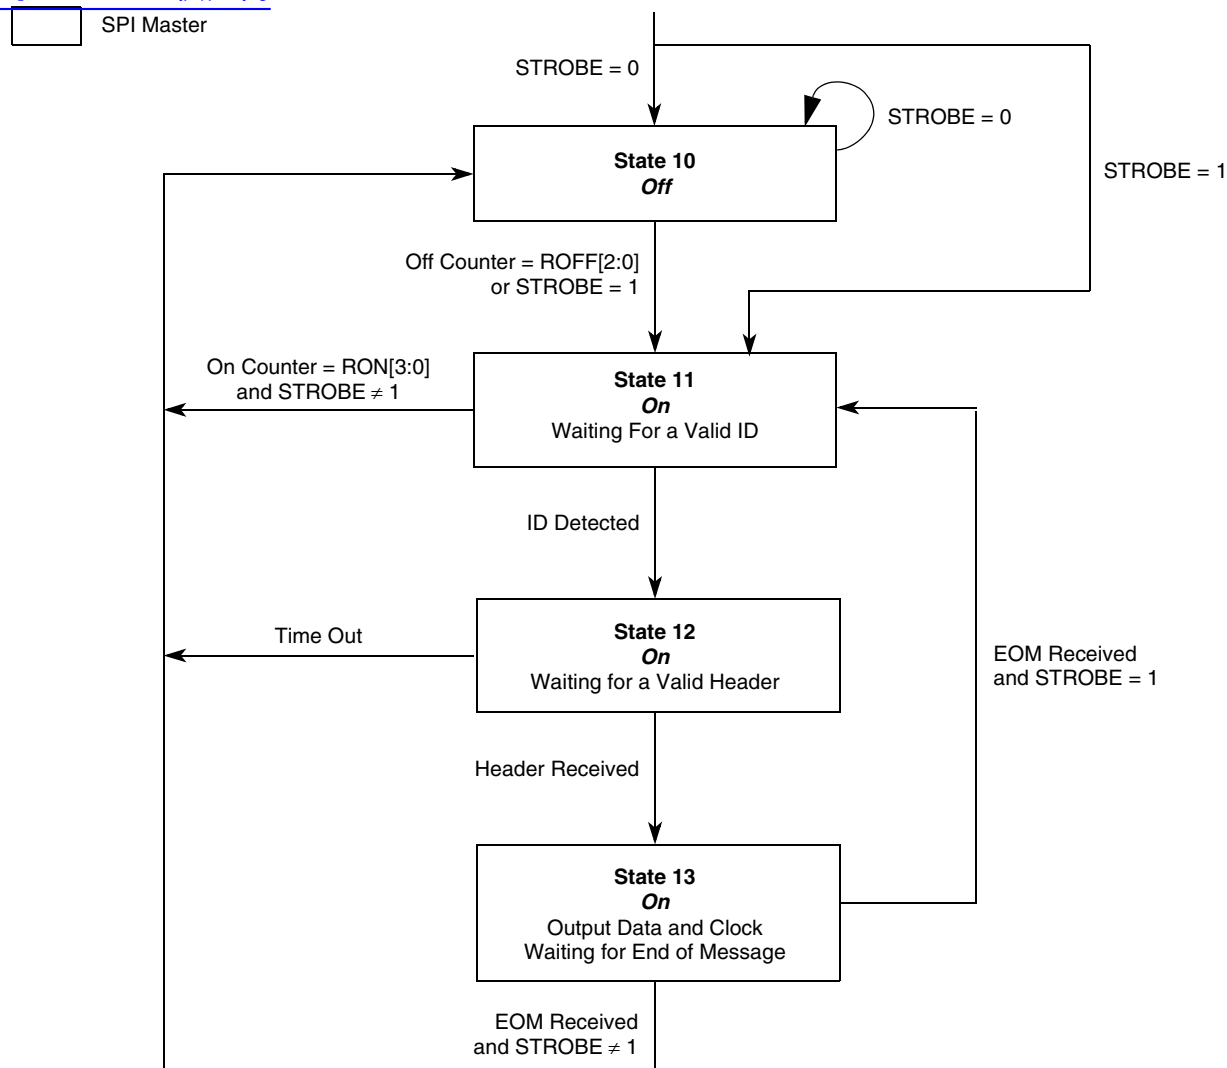 SPI Master
STROBE = 0
STROBE = 0
STROBE = 1
State 10
Off
Off Counter = ROFF[2:0]
or STROBE = 1
On Counter = RON[3:0]
and STROBE ≠ 1
State 11
On
Waiting For a Valid ID
ID Detected
Time Out
State 12
On
Waiting for a Valid Header
EOM Received
and STROBE = 1
Header Received
State 13
On
Output Data and Clock
Waiting for End of Message
EOM Received
and STROBE ≠ 1